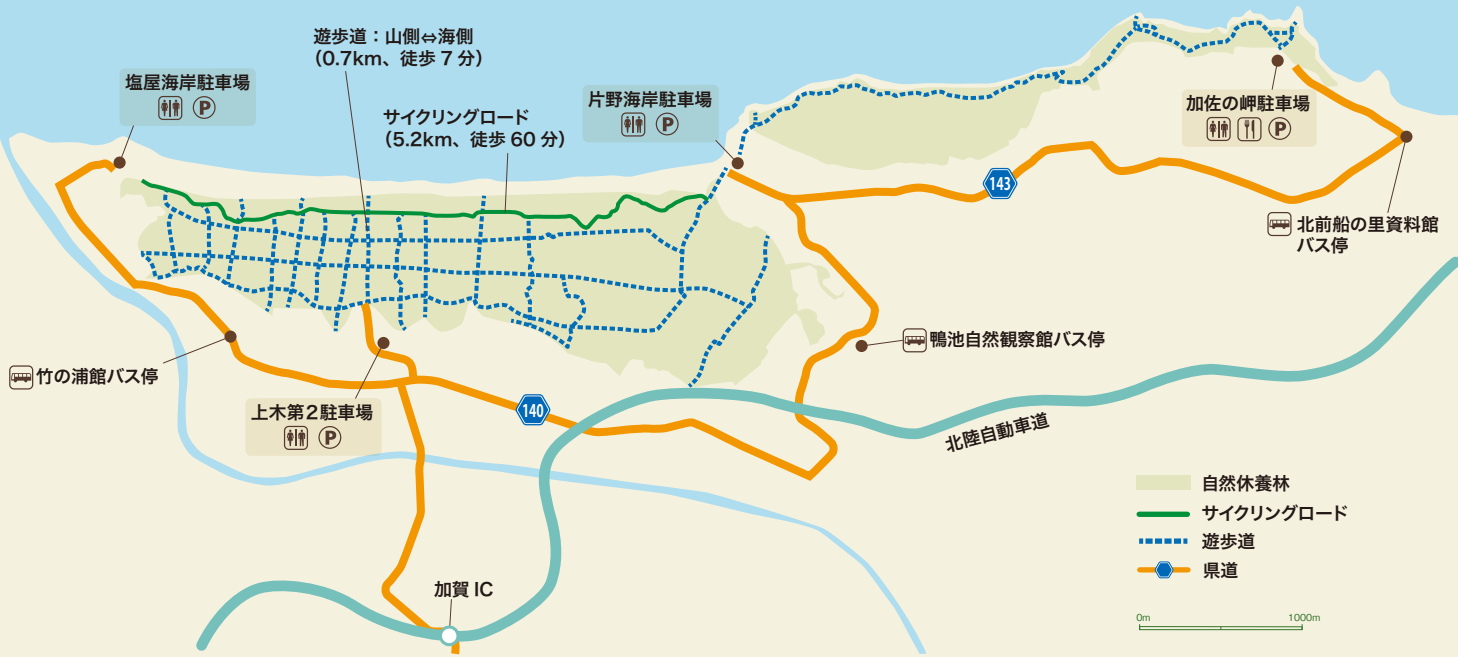 遊歩道：山側⇔海側
（0.7km、徒歩 7 分）
塩屋海岸駐車場
P
サイクリングロード
（5.2km、徒歩 60 分）
片野海岸駐車場
P
加佐の岬駐車場
P
143
北前船の里資料館
バス停
鴨池自然観察館バス停
竹の浦館バス停
上木第2駐車場
P
140
北陸自動車道
加賀 IC
自然休養林
サイクリングロード
遊歩道
県道
0m
1000m